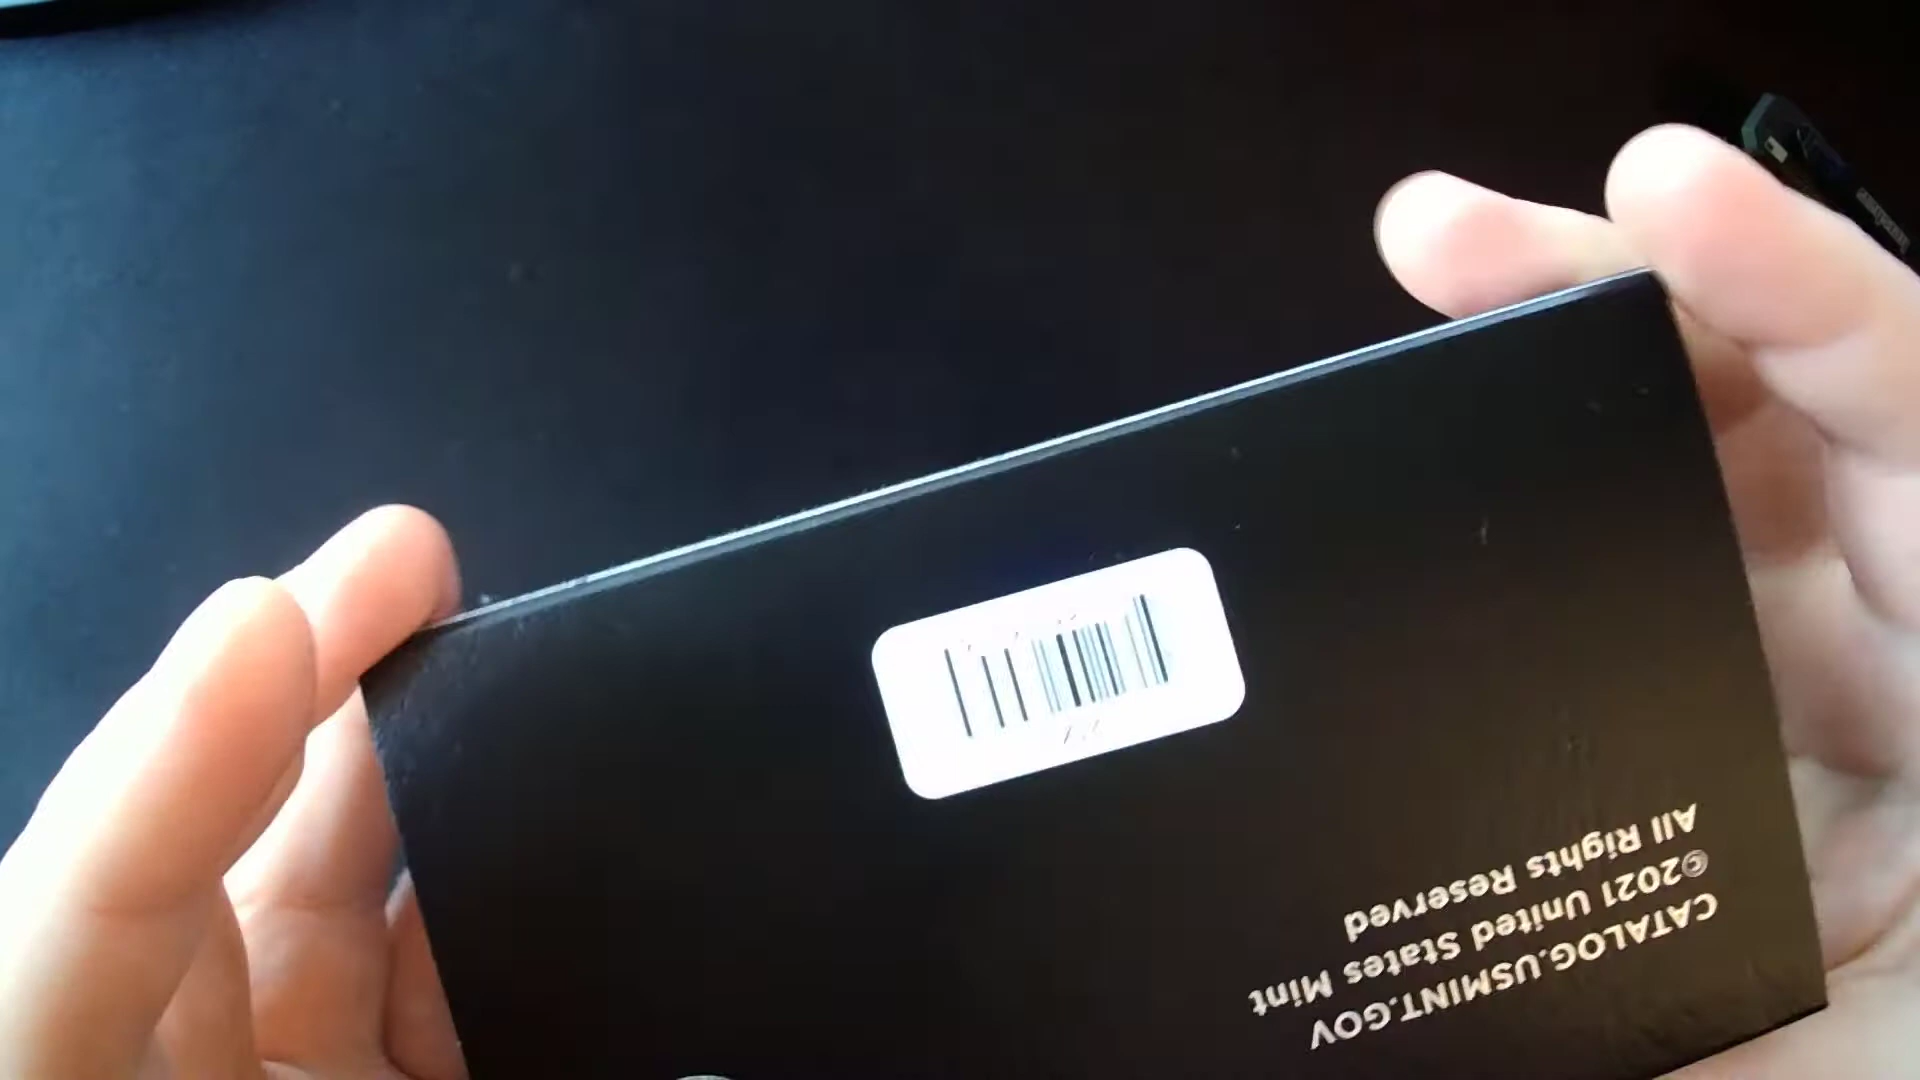 CATALOG.USMINT.GOV
©2021 United States Mint
All Rights Reserved